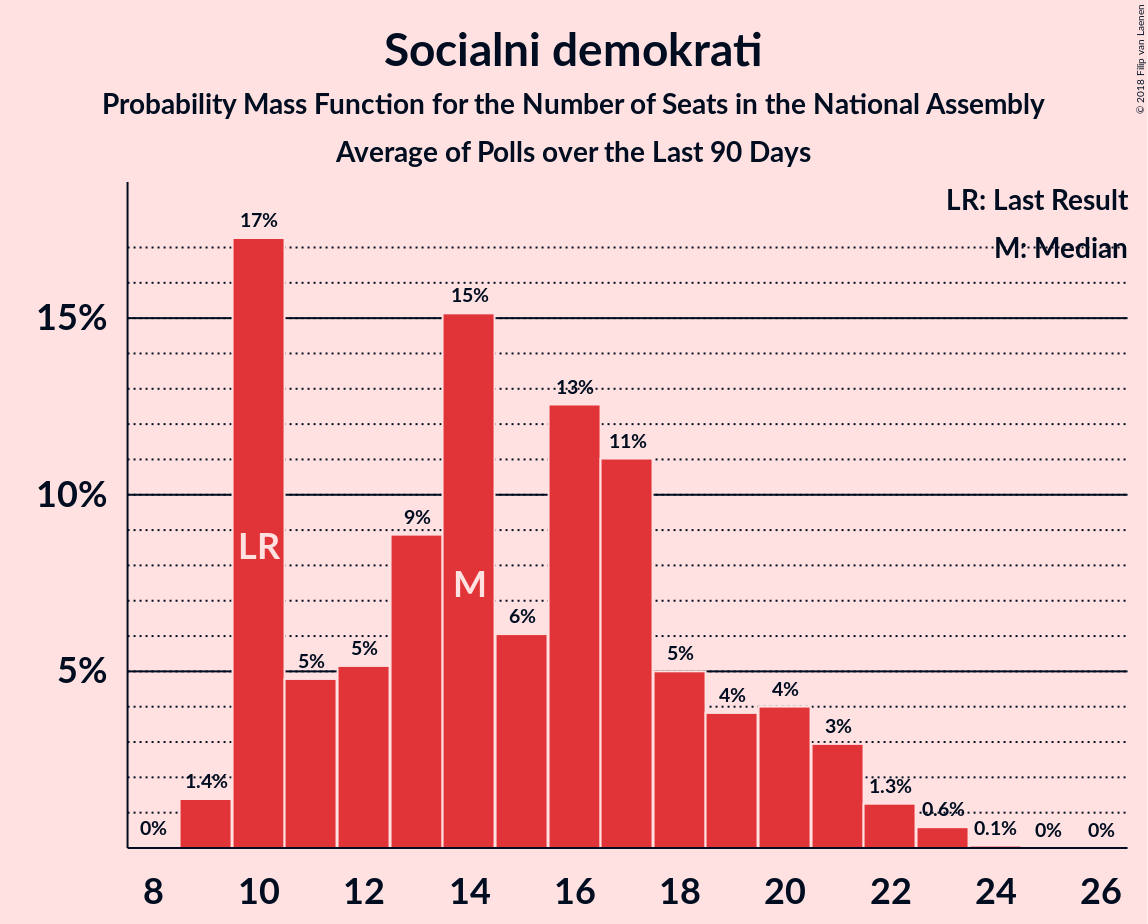 Socialni demokrati
Probability Mass Function for the Number of Seats in the National Assembly
Average of Polls over the Last 90 Days
© 2018 Filip van Laenen
LR: Last Result
M: Median
17%
15%
15%
13%
11%
10%
9%
LR
M
6%
5%
5%
5%
5%
4%
4%
3%
1.4%
1.3%
0.6%
0%
0.1%
0%
0%
8 10 12 14 16 18 20 22 24 26